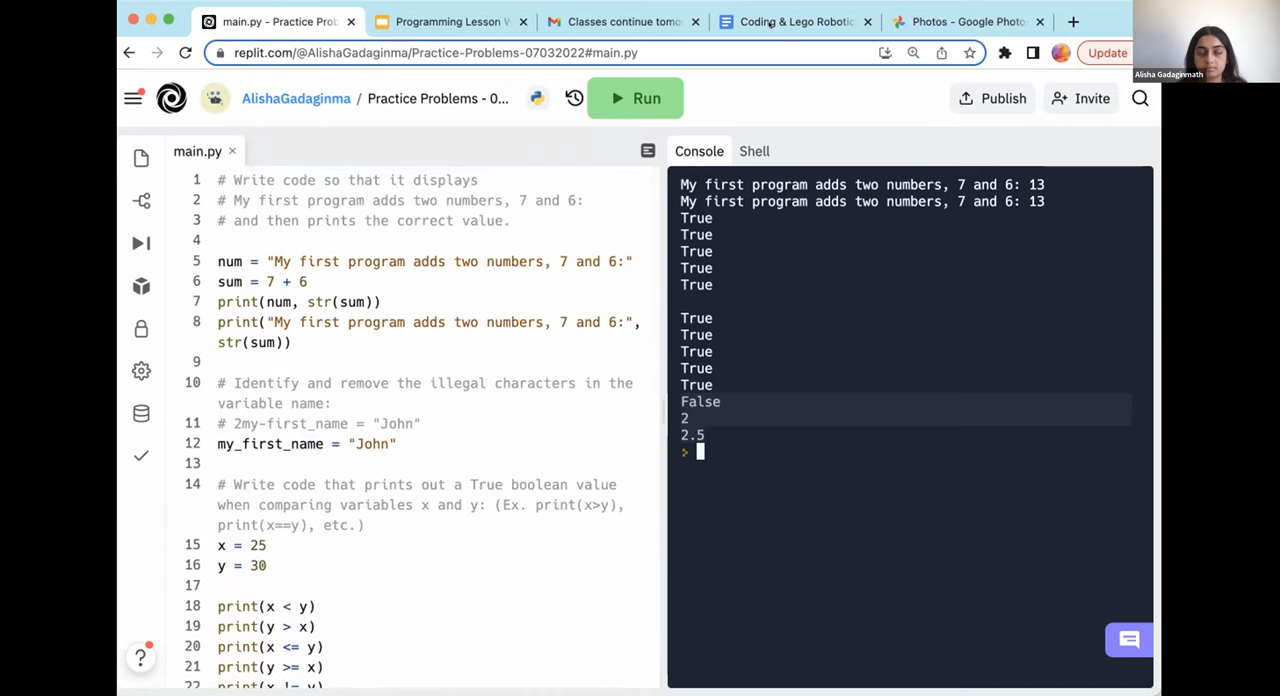 main.py - Practice Prob
Programming Lesson W
Classes continue tomo
Coding & Lego Robotic
Photos - Google Photo
replit.com/@AlishaGadaginma/Practice-Problems-07032022#main.py
Update
Alisha Gadaginmath
AlishaGadaginma / Practice Problems - 0...
Run
Publish
Invite
main.py
1 # Write code so that it displays
2 # My first program adds two numbers, 7 and 6:
3 # and then prints the correct value.
4
5 num = "My first program adds two numbers, 7 and 6:"
6 sum = 7 + 6
7 print(num, str(sum))
8 print("My first program adds two numbers, 7 and 6:",
str(sum))
9
10 # Identify and remove the illegal characters in the
variable name:
11 # 2my-first_name = "John"
12 my_first_name = "John"
13
14 # Write code that prints out a True boolean value
when comparing variables x and y: (Ex. print(x>y),
print(x==y), etc.)
15 x = 25
16 y = 30
17
18 print(x < y)
19 print(y > x)
20 print(x <= y)
21 print(y >= x)
22 print(x != y)
?
Console
Shell
My first program adds two numbers, 7 and 6: 13
My first program adds two numbers, 7 and 6: 13
True
True
True
True
True
True
True
True
True
True
False
2
2.5